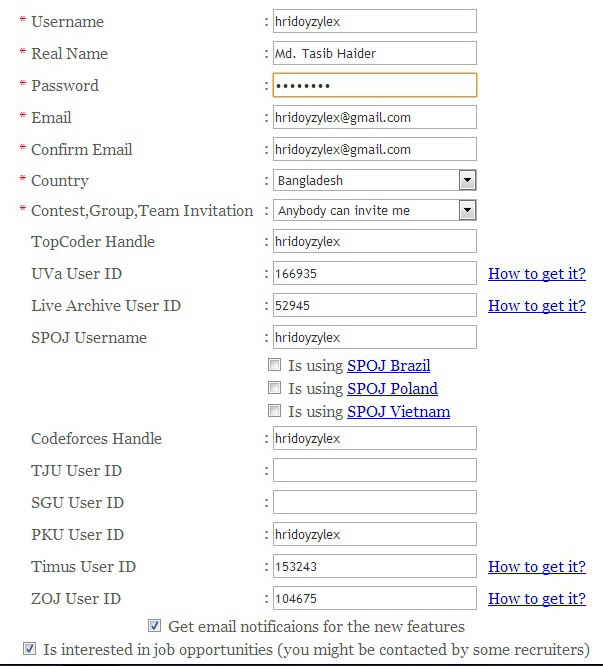 * Username : hridoyzylex
* Real Name : Md. Tasib Haider
* Password : ••••••••
* Email : hridoyzylex@gmail.com
* Confirm Email : hridoyzylex@gmail.com
* Country : Bangladesh
* Contest,Group,Team Invitation : Anybody can invite me
TopCoder Handle : hridoyzylex
UVa User ID : 166935 How to get it?
Live Archive User ID : 52945 How to get it?
SPOJ Username : hridoyzylex
Is using SPOJ Brazil
Is using SPOJ Poland
Is using SPOJ Vietnam
Codeforces Handle : hridoyzylex
TJU User ID :
SGU User ID :
PKU User ID : hridoyzylex
Timus User ID : 153243 How to get it?
ZOJ User ID : 104675 How to get it?
Get email notificaions for the new features
Is interested in job opportunities (you might be contacted by some recruiters)